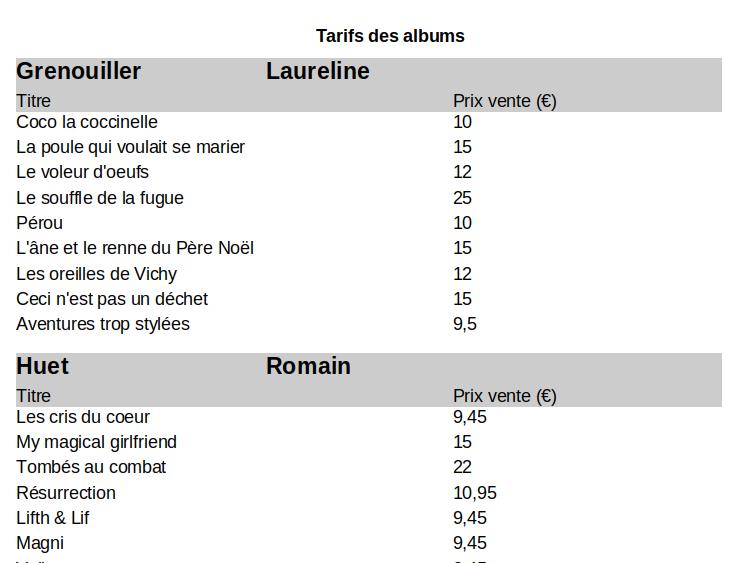 Tarifs des albums
Grenouiller Laureline
Titre Prix vente (€)
Coco la coccinelle 10
La poule qui voulait se marier 15
Le voleur d'oeufs 12
Le souffle de la fugue 25
Pérou 10
L'âne et le renne du Père Noël 15
Les oreilles de Vichy 12
Ceci n'est pas un déchet 15
Aventures trop stylées 9,5
Huet Romain
Titre Prix vente (€)
Les cris du coeur 9,45
My magical girlfriend 15
Tombés au combat 22
Résurrection 10,95
Lifth & Lif 9,45
Magni 9,45